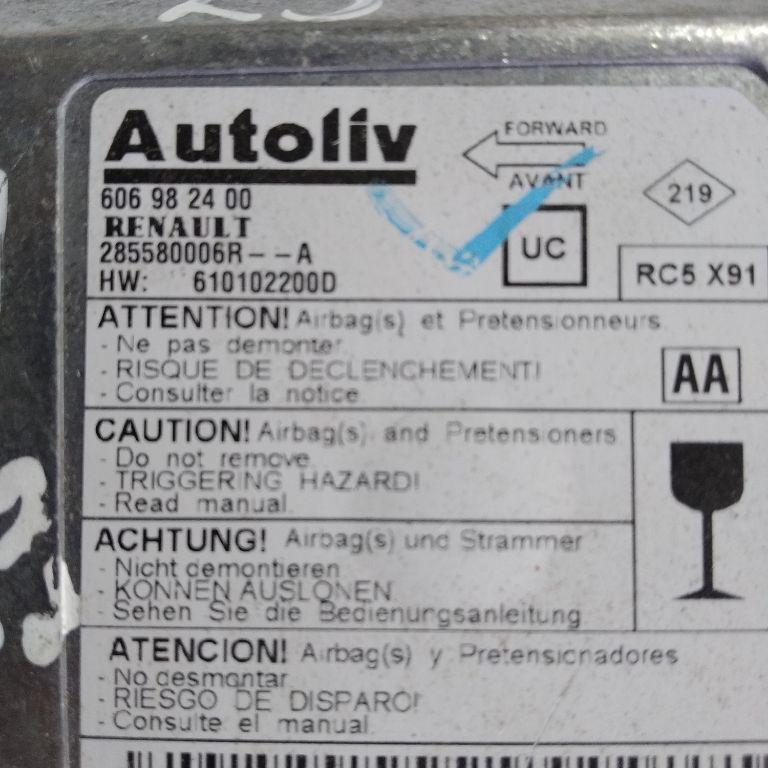 Autoliv
FORWARD
AVANT
606 98 24 00
RENAULT
285580006R--A
HW: 610102200D
UC
219
RC5 X91
ATTENTION! Airbag(s) et Pretensionneurs
- Ne pas demonter
- RISQUE DE DECLENCHEMENT!
- Consulter la notice
AA
CAUTION! Airbag(s) and Pretensioners
- Do not remove
- TRIGGERING HAZARD!
- Read manual
ACHTUNG! Airbag(s) und Strammer
- Nicht demontieren
- KONNEN AUSLONEN
- Sehen Sie die Bedienungsanleitung
ATENCION! Airbag(s) y Pretensionadores
- No desmontar
- RIESGO DE DISPARO!
- Consulte el manual